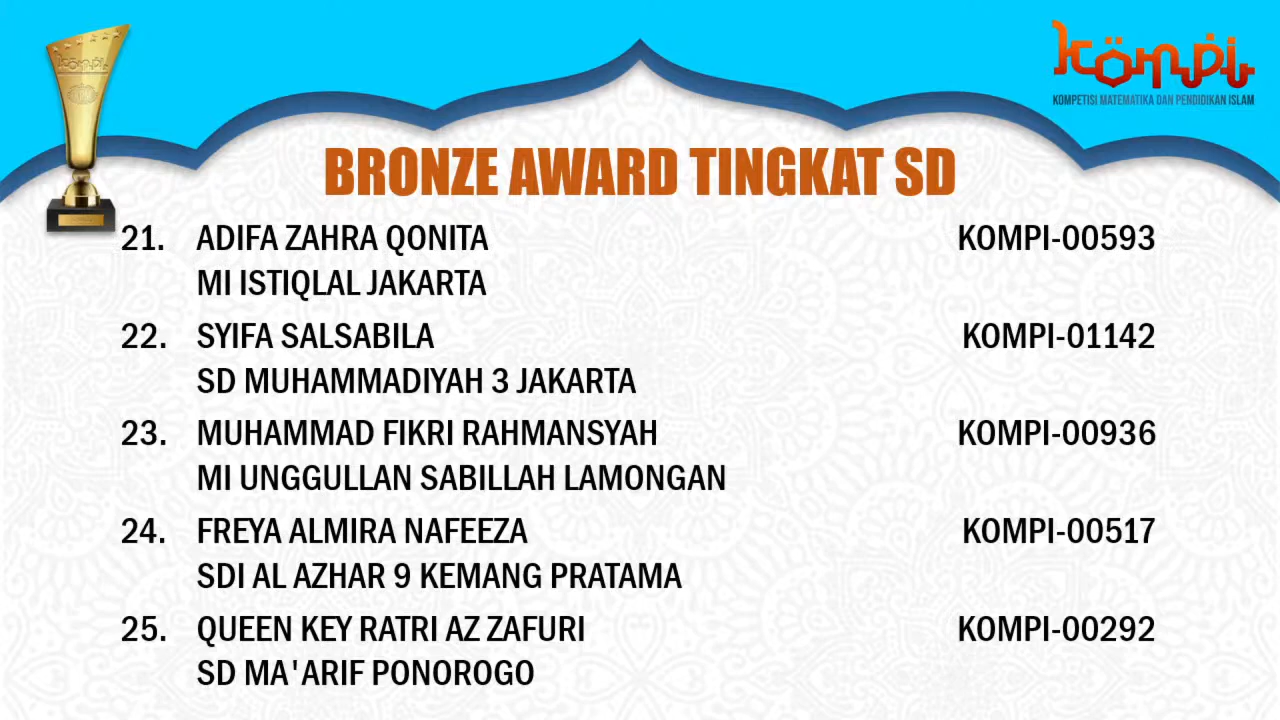 kömpi
KOMPETISI MATEMATIKA DAN PENDIDIKAN ISLAM
BRONZE AWARD TINGKAT SD
21. ADIFA ZAHRA QONITA KOMPI-00593
MI ISTIQLAL JAKARTA
22. SYIFA SALSABILA KOMPI-01142
SD MUHAMMADIYAH 3 JAKARTA
23. MUHAMMAD FIKRI RAHMANSYAH KOMPI-00936
MI UNGGULLAN SABILLAH LAMONGAN
24. FREYA ALMIRA NAFEEZA KOMPI-00517
SDI AL AZHAR 9 KEMANG PRATAMA
25. QUEEN KEY RATRI AZ ZAFURI KOMPI-00292
SD MA'ARIF PONOROGO